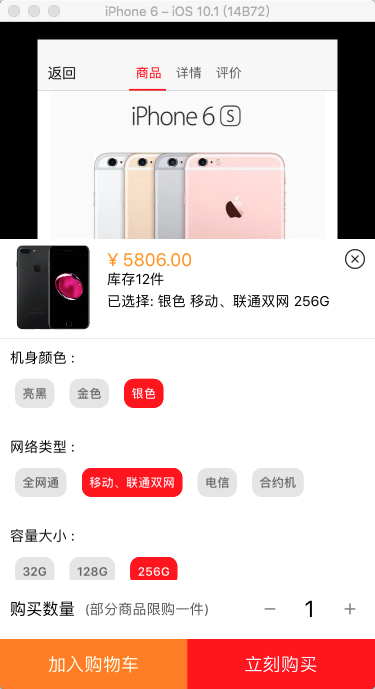 iPhone 6 – iOS 10.1 (14B72)
返回 商品 详情 评价
iPhone 6 S
¥ 5806.00
库存12件
已选择: 银色 移动、联通双网 256G
机身颜色 :
亮黑 金色 银色
网络类型 :
全网通 移动、联通双网 电信 合约机
容量大小 :
32G 128G 256G
购买数量 (部分商品限购一件) − 1 +
加入购物车 立刻购买